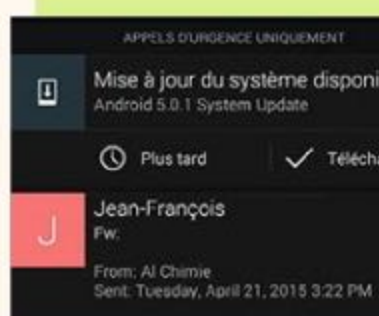 APPELS D'URGENCE UNIQUEMENT
Mise à jour du système disponi
Android 5.0.1 System Update
Plus tard
Télécha
J
Jean-François
Fw:
From: Al Chimie
Sent: Tuesday, April 21, 2015 3:22 PM